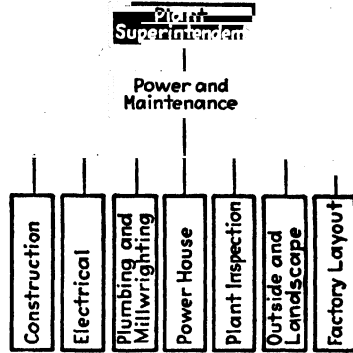 Plant
Superintendent
Power and
Maintenance
Construction
Electrical
Plumbing and
Millwrighting
Power House
Plant Inspection
Outside and
Landscape
Factory Layout